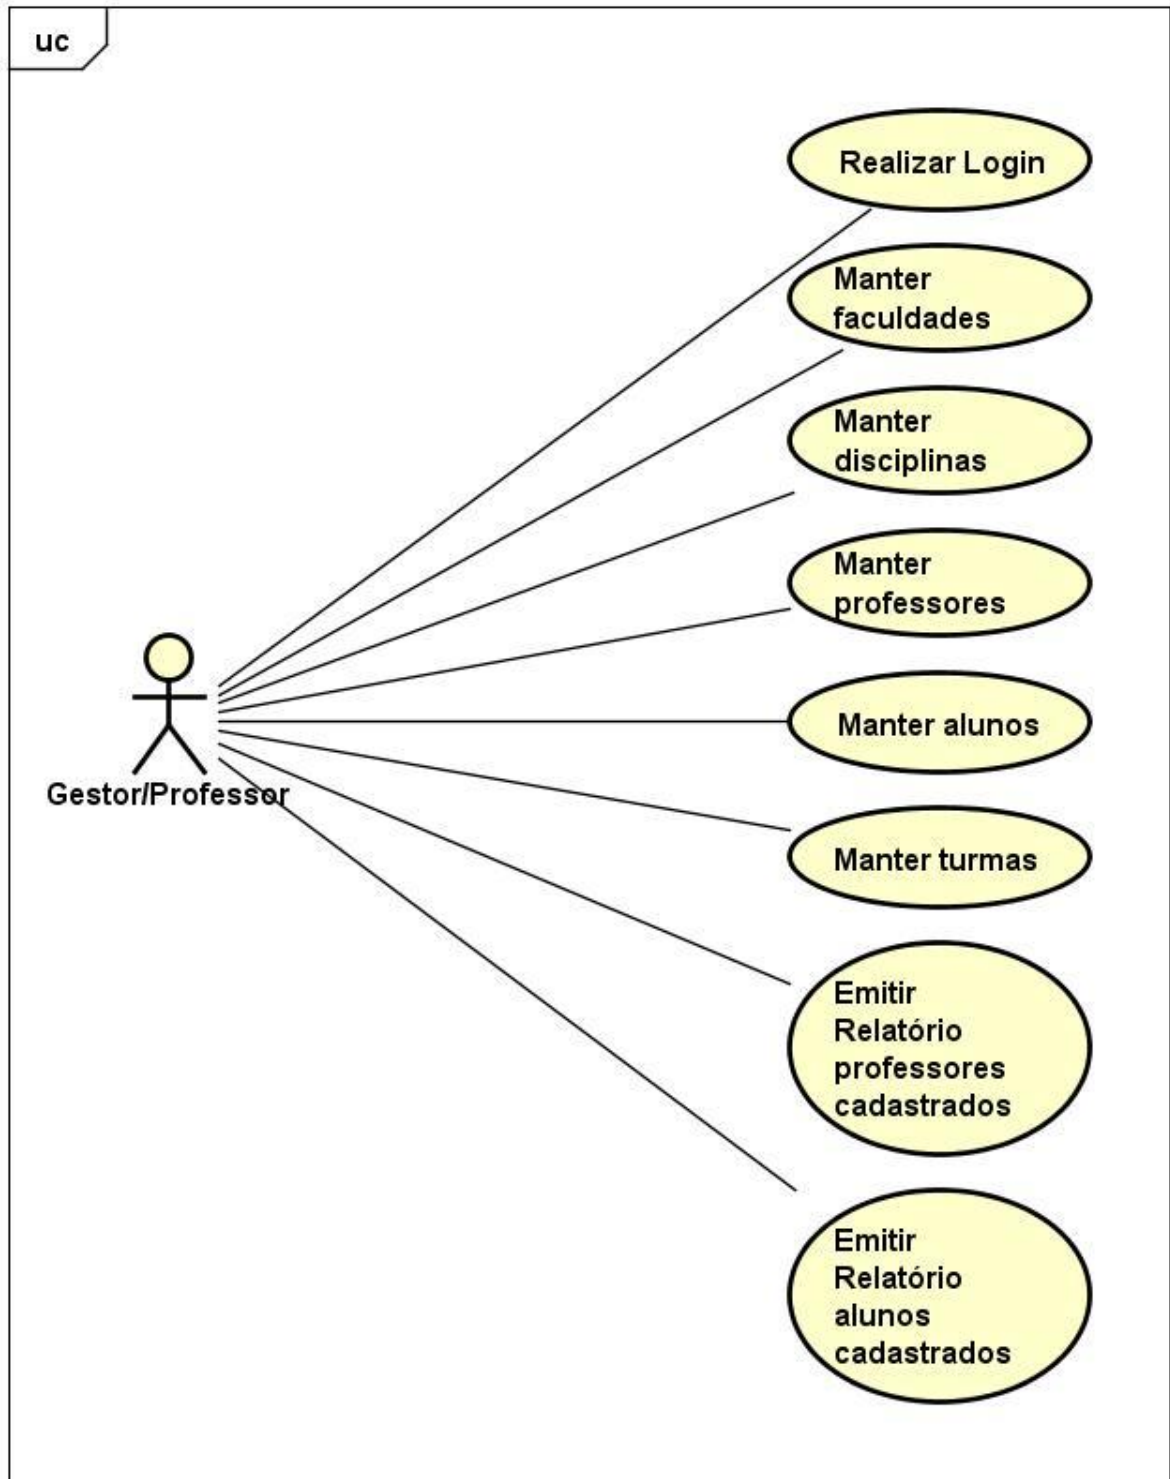 uc
Realizar Login
Manter
faculdades
Manter
disciplinas
Manter
professores
Manter alunos
Gestor/Professor
Manter turmas
Emitir
Relatório
professores
cadastrados
Emitir
Relatório
alunos
cadastrados